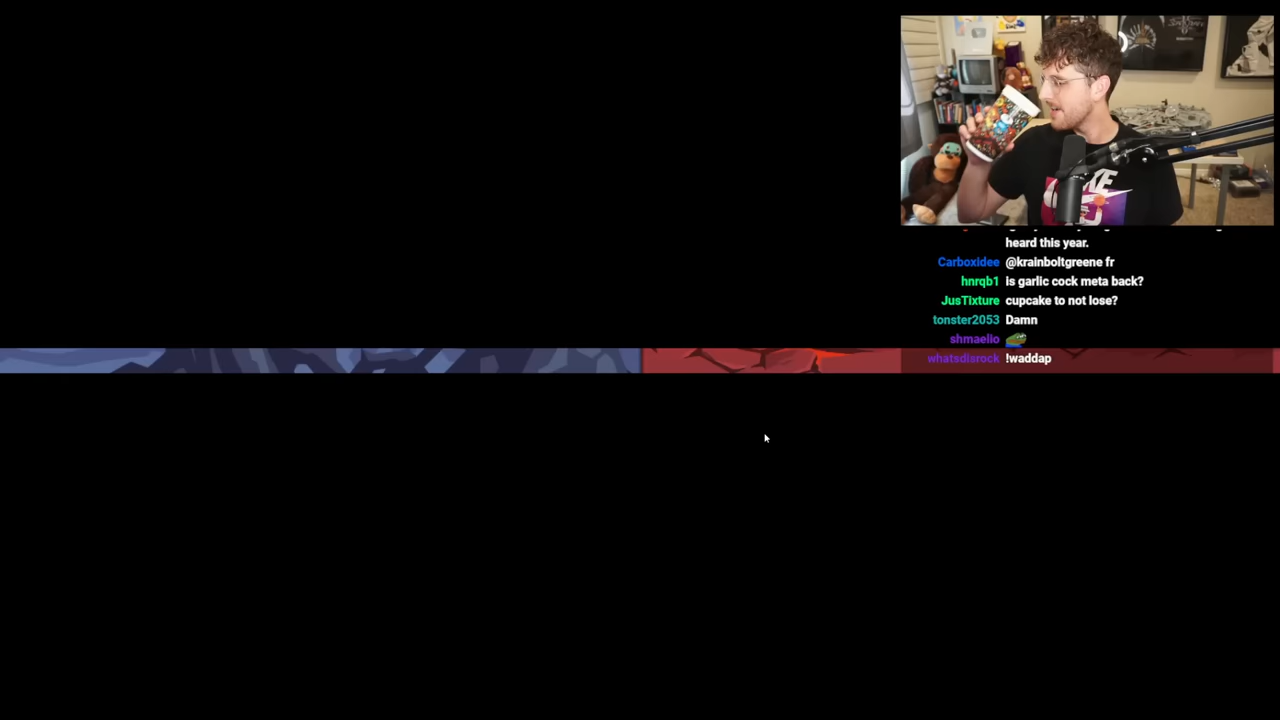 heard this year.
Carboxidee @krainboltgreene fr
hnrqb1 is garlic cock meta back?
JusTixture cupcake to not lose?
tonster2053 Damn
shmaelio
whatsdisrock !waddap